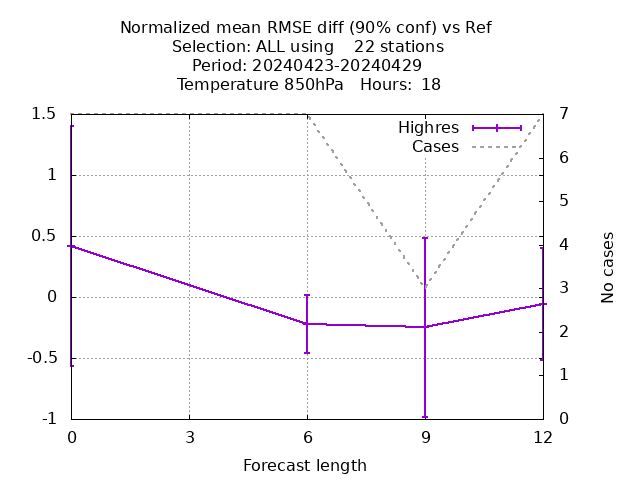 Normalized mean RMSE diff (90% conf) vs Ref
Selection: ALL using    22 stations
Period: 20240423-20240429
Temperature 850hPa   Hours:  18
Highres
Cases
1.5
1
0.5
0
-0.5
-1
7
6
5
4
3
2
1
0
No cases
0 3 6 9 12
Forecast length